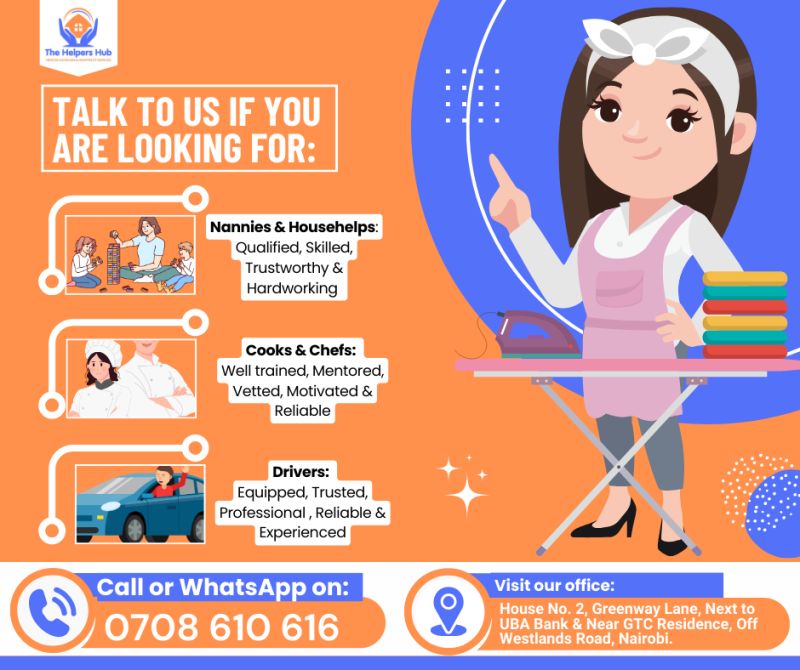 The Helpers Hub
TALK TO US IF YOU
ARE LOOKING FOR:
Nannies & Househelps:
Qualified, Skilled,
Trustworthy &
Hardworking
Cooks & Chefs:
Well trained, Mentored,
Vetted, Motivated &
Reliable
Drivers:
Equipped, Trusted,
Professional , Reliable &
Experienced
Call or WhatsApp on:
0708 610 616
Visit our office:
House No. 2, Greenway Lane, Next to
UBA Bank & Near GTC Residence, Off
Westlands Road, Nairobi.